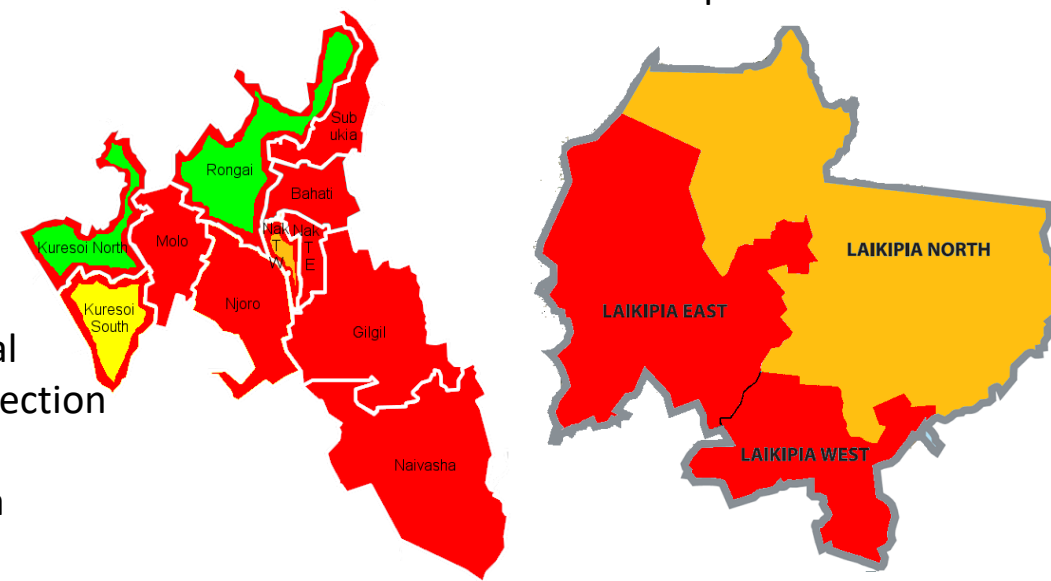 p
Sub
ukia
Rongai
Bahati
Nak
T
W
Nak
T
E
Kuresoi North
Molo
Kuresoi
South
Njoro
Gilgil
Naivasha
al
ection
n
LAIKIPIA NORTH
LAIKIPIA EAST
LAIKIPIA WEST